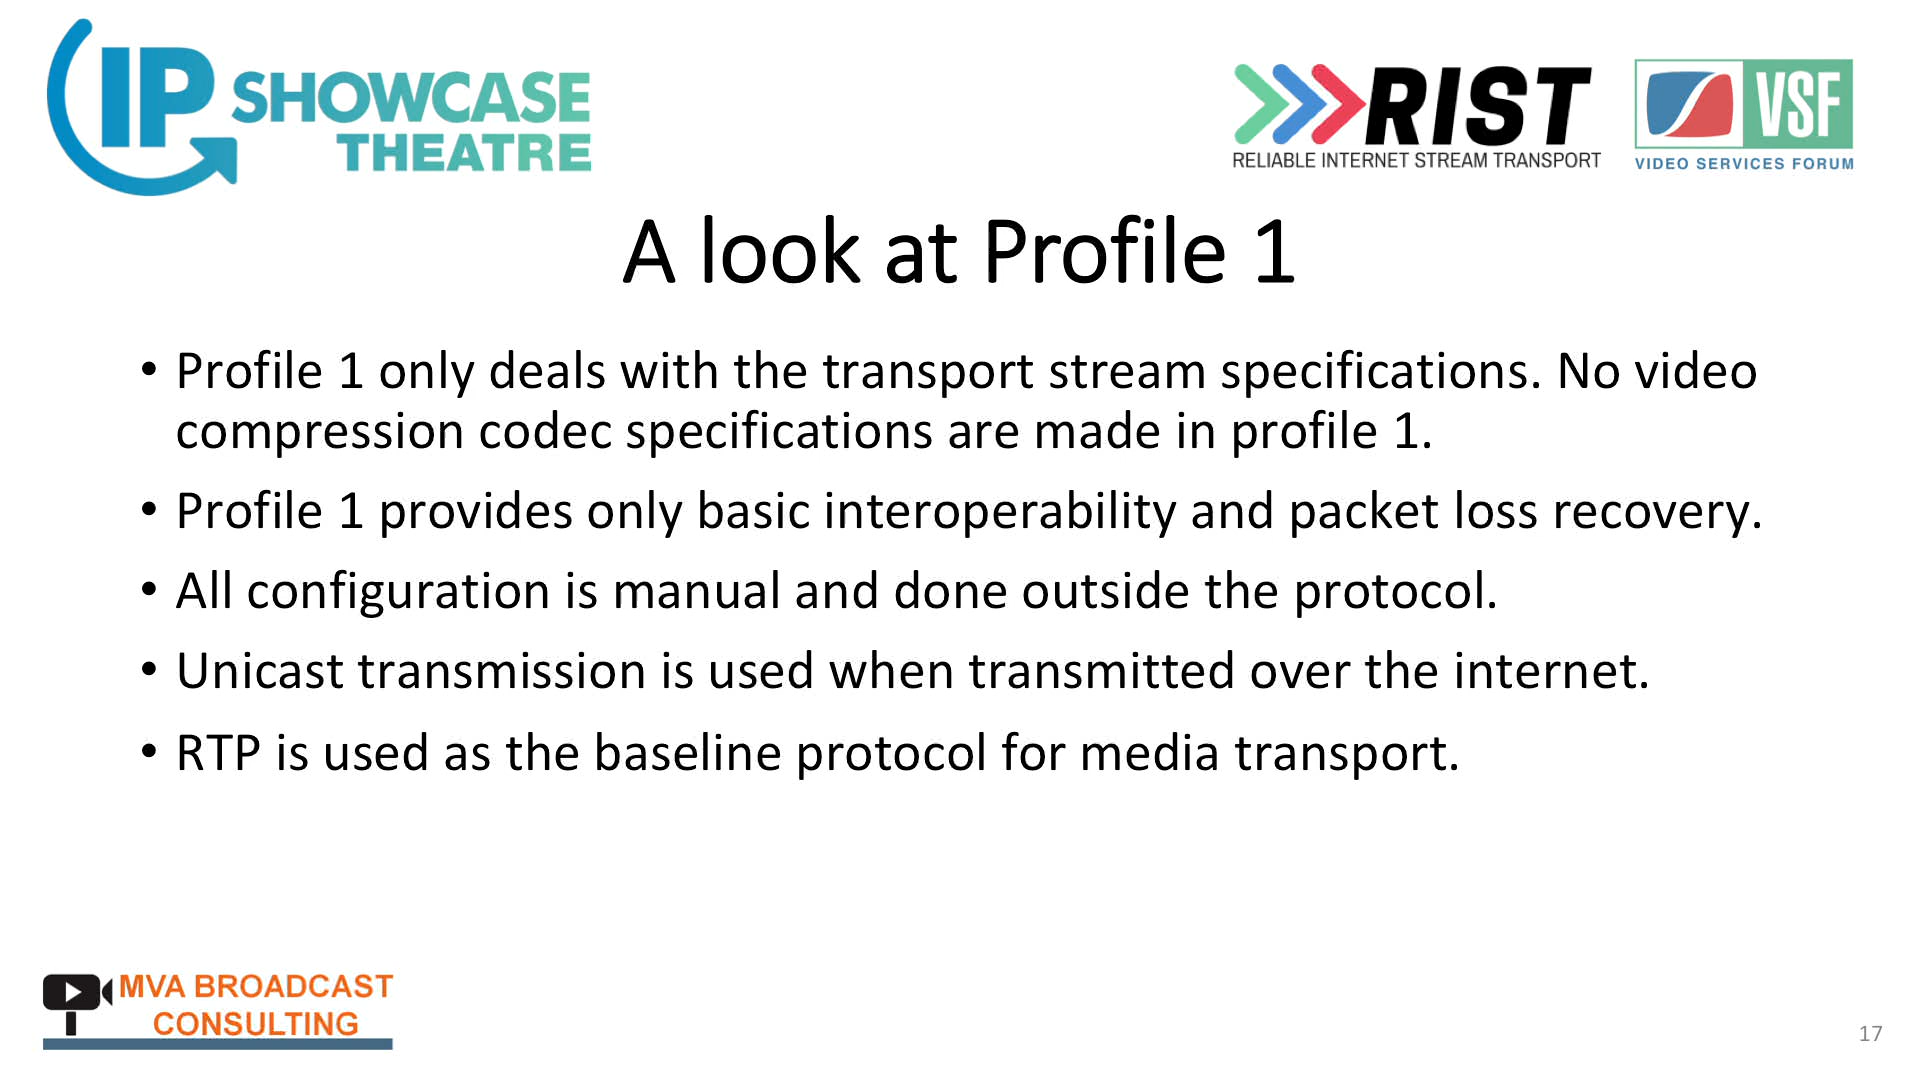 IP SHOWCASE
THEATRE
RIST
RELIABLE INTERNET STREAM TRANSPORT
VSF
VIDEO SERVICES FORUM
A look at Profile 1
• Profile 1 only deals with the transport stream specifications. No video
compression codec specifications are made in profile 1.
• Profile 1 provides only basic interoperability and packet loss recovery.
• All configuration is manual and done outside the protocol.
• Unicast transmission is used when transmitted over the internet.
• RTP is used as the baseline protocol for media transport.
MVA BROADCAST
CONSULTING
17